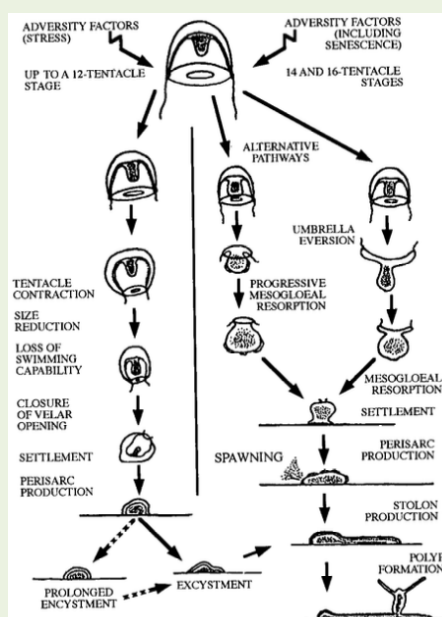 ADVERSITY FACTORS
(STRESS)
ADVERSITY FACTORS
(INCLUDING
SENESCENCE)
UP TO A 12-TENTACLE
STAGE
14 AND 16-TENTACLE
STAGES
ALTERNATIVE
PATHWAYS
UMBRELLA
EVERSION
TENTACLE
CONTRACTION
SIZE
REDUCTION
LOSS OF
SWIMMING
CAPABILITY
CLOSURE
OF VELAR
OPENING
SETTLEMENT
PERISARC
PRODUCTION
PROGRESSIVE
MESOGLOEAL
RESORPTION
MESOGLOEAL
RESORPTION
SETTLEMENT
SPAWNING
PERISARC
PRODUCTION
STOLON
PRODUCTION
POLYP
FORMATION
PROLONGED
ENCYSTMENT
EXCYSTMENT